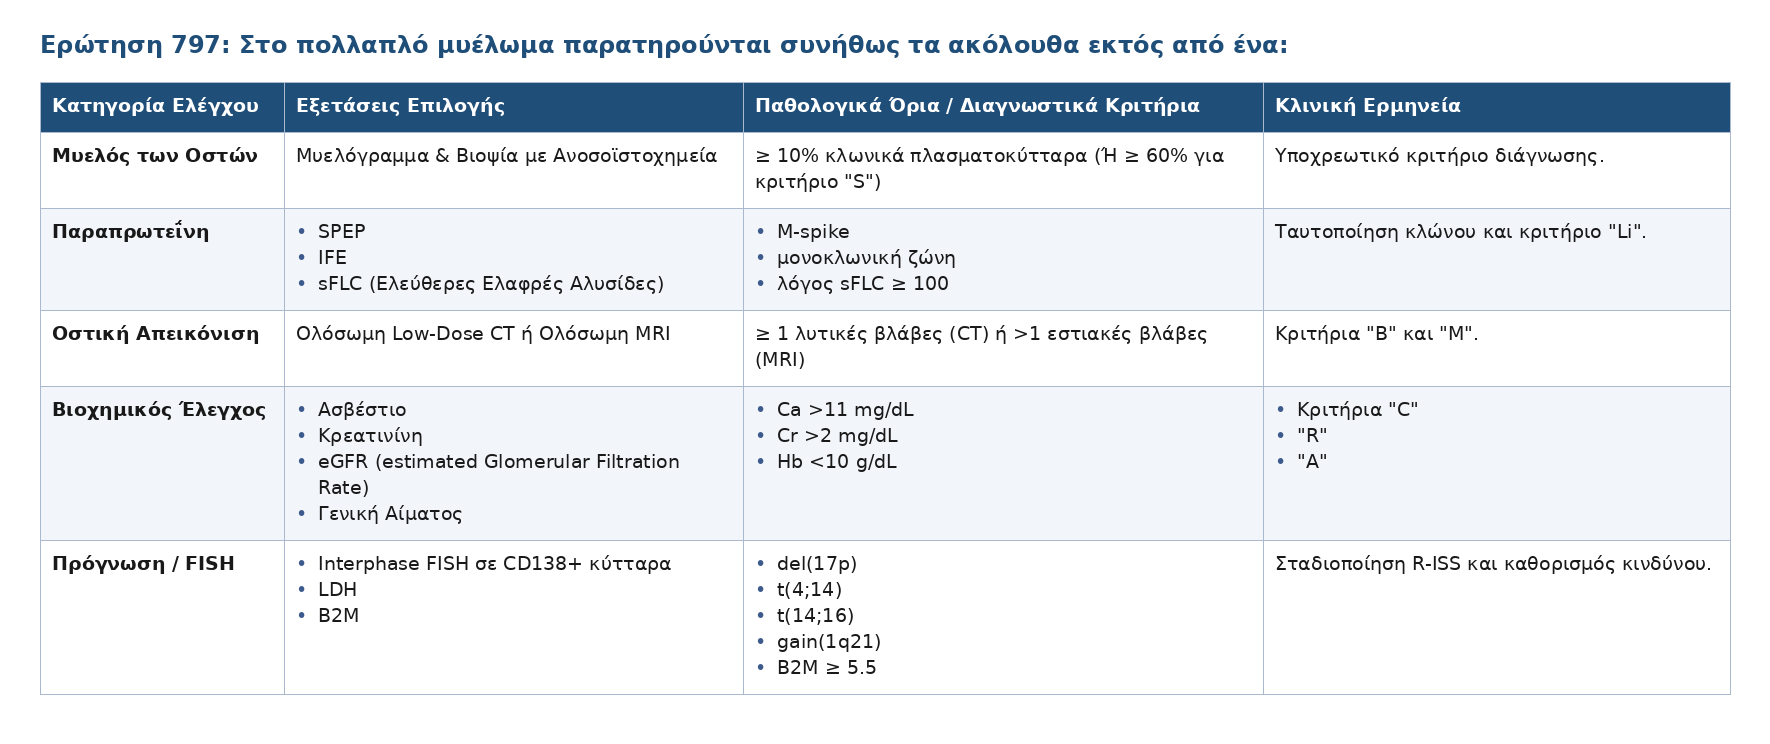 Ερώτηση 797: Στο πολλαπλό μυέλωμα παρατηρούνται συνήθως τα ακόλουθα εκτός από ένα:
Κατηγορία Ελέγχου
Εξετάσεις Επιλογής
Παθολογικά Όρια / Διαγνωστικά Κριτήρια
Κλινική Ερμηνεία
Μυελός των Οστών
Μυελόγραμμα & Βιοψία με Ανοσοϊστοχημεία
≥ 10% κλωνικά πλασματοκύτταρα (Ή ≥ 60% για
κριτήριο "S")
Υποχρεωτικό κριτήριο διάγνωσης.
Παραπρωτεΐνη
• SPEP
• IFE
• sFLC (Ελεύθερες Ελαφρές Αλυσίδες)
• M-spike
• μονοκλωνική ζώνη
• λόγος sFLC ≥ 100
Ταυτοποίηση κλώνου και κριτήριο "Li".
Οστική Απεικόνιση
Ολόσωμη Low-Dose CT ή Ολόσωμη MRI
≥ 1 λυτικές βλάβες (CT) ή >1 εστιακές βλάβες
(MRI)
Κριτήρια "B" και "M".
Βιοχημικός Έλεγχος
• Ασβέστιο
• Κρεατινίνη
• eGFR (estimated Glomerular Filtration
Rate)
• Γενική Αίματος
• Ca >11 mg/dL
• Cr >2 mg/dL
• Hb <10 g/dL
• Κριτήρια "C"
• "R"
• "A"
Πρόγνωση / FISH
• Interphase FISH σε CD138+ κύτταρα
• LDH
• B2M
• del(17p)
• t(4;14)
• t(14;16)
• gain(1q21)
• B2M ≥ 5.5
Σταδιοποίηση R-ISS και καθορισμός κινδύνου.